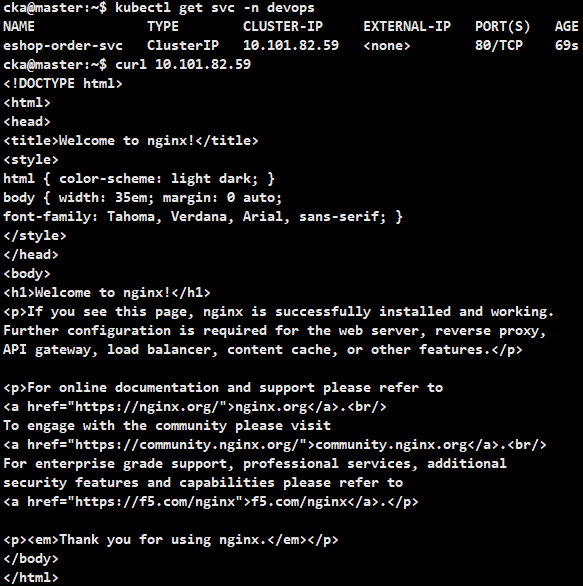 cka@master:~$ kubectl get svc -n devops
NAME TYPE CLUSTER-IP EXTERNAL-IP PORT(S) AGE
eshop-order-svc ClusterIP 10.101.82.59 <none> 80/TCP 69s
cka@master:~$ curl 10.101.82.59
<!DOCTYPE html>
<html>
<head>
<title>Welcome to nginx!</title>
<style>
html { color-scheme: light dark; }
body { width: 35em; margin: 0 auto;
font-family: Tahoma, Verdana, Arial, sans-serif; }
</style>
</head>
<body>
<h1>Welcome to nginx!</h1>
<p>If you see this page, nginx is successfully installed and working.
Further configuration is required for the web server, reverse proxy,
API gateway, load balancer, content cache, or other features.</p>
<p>For online documentation and support please refer to
<a href="https://nginx.org/">nginx.org</a>.<br/>
To engage with the community please visit
<a href="https://community.nginx.org/">community.nginx.org</a>.<br/>
For enterprise grade support, professional services, additional
security features and capabilities please refer to
<a href="https://f5.com/nginx">f5.com/nginx</a>.</p>
<p><em>Thank you for using nginx.</em></p>
</body>
</html>